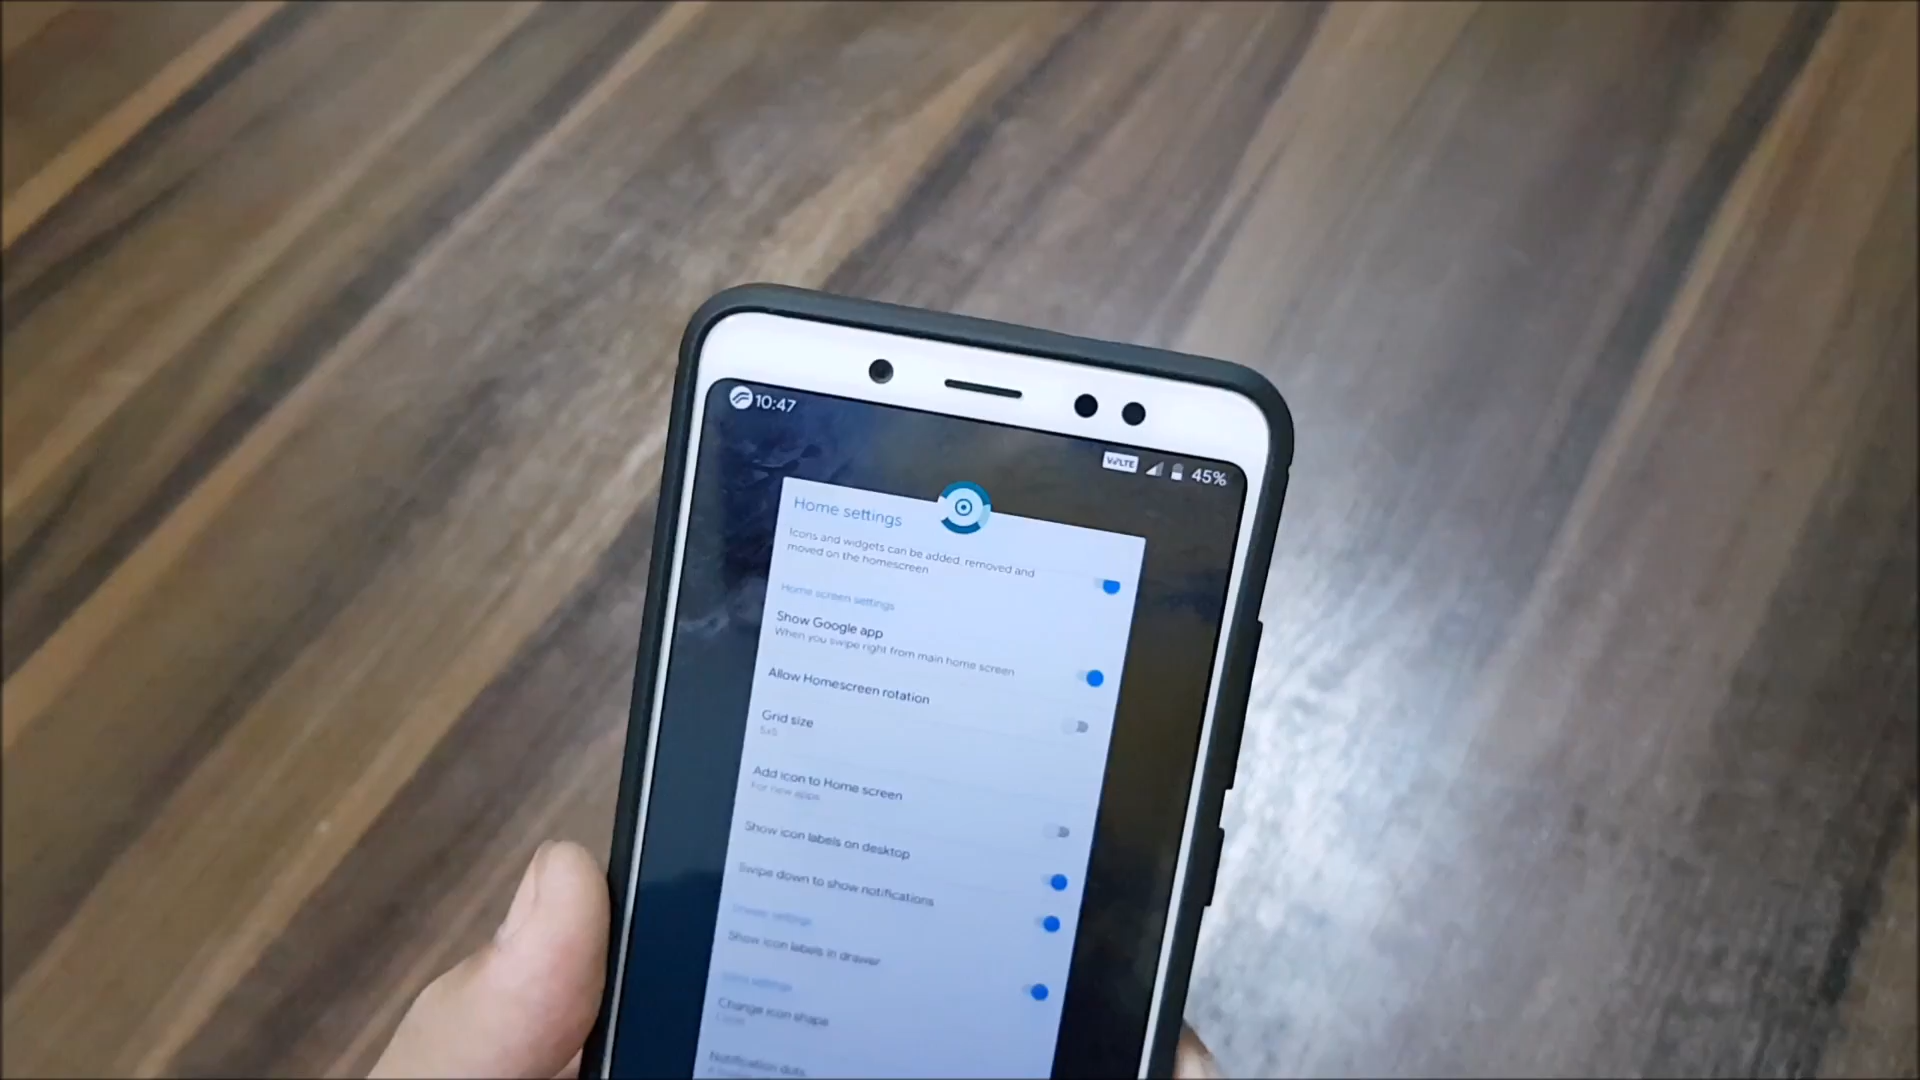 10:47
VoLTE
45%
Home settings
Icons and widgets can be added, removed and
moved on the homescreen
Home screen settings
Show Google app
When you swipe right from main home screen
Allow Homescreen rotation
Grid size
5x5
Add icon to Home screen
For new apps
Show icon labels on desktop
Swipe down to show notifications
Drawer settings
Show icon labels in drawer
Change icon shape
Notification dots